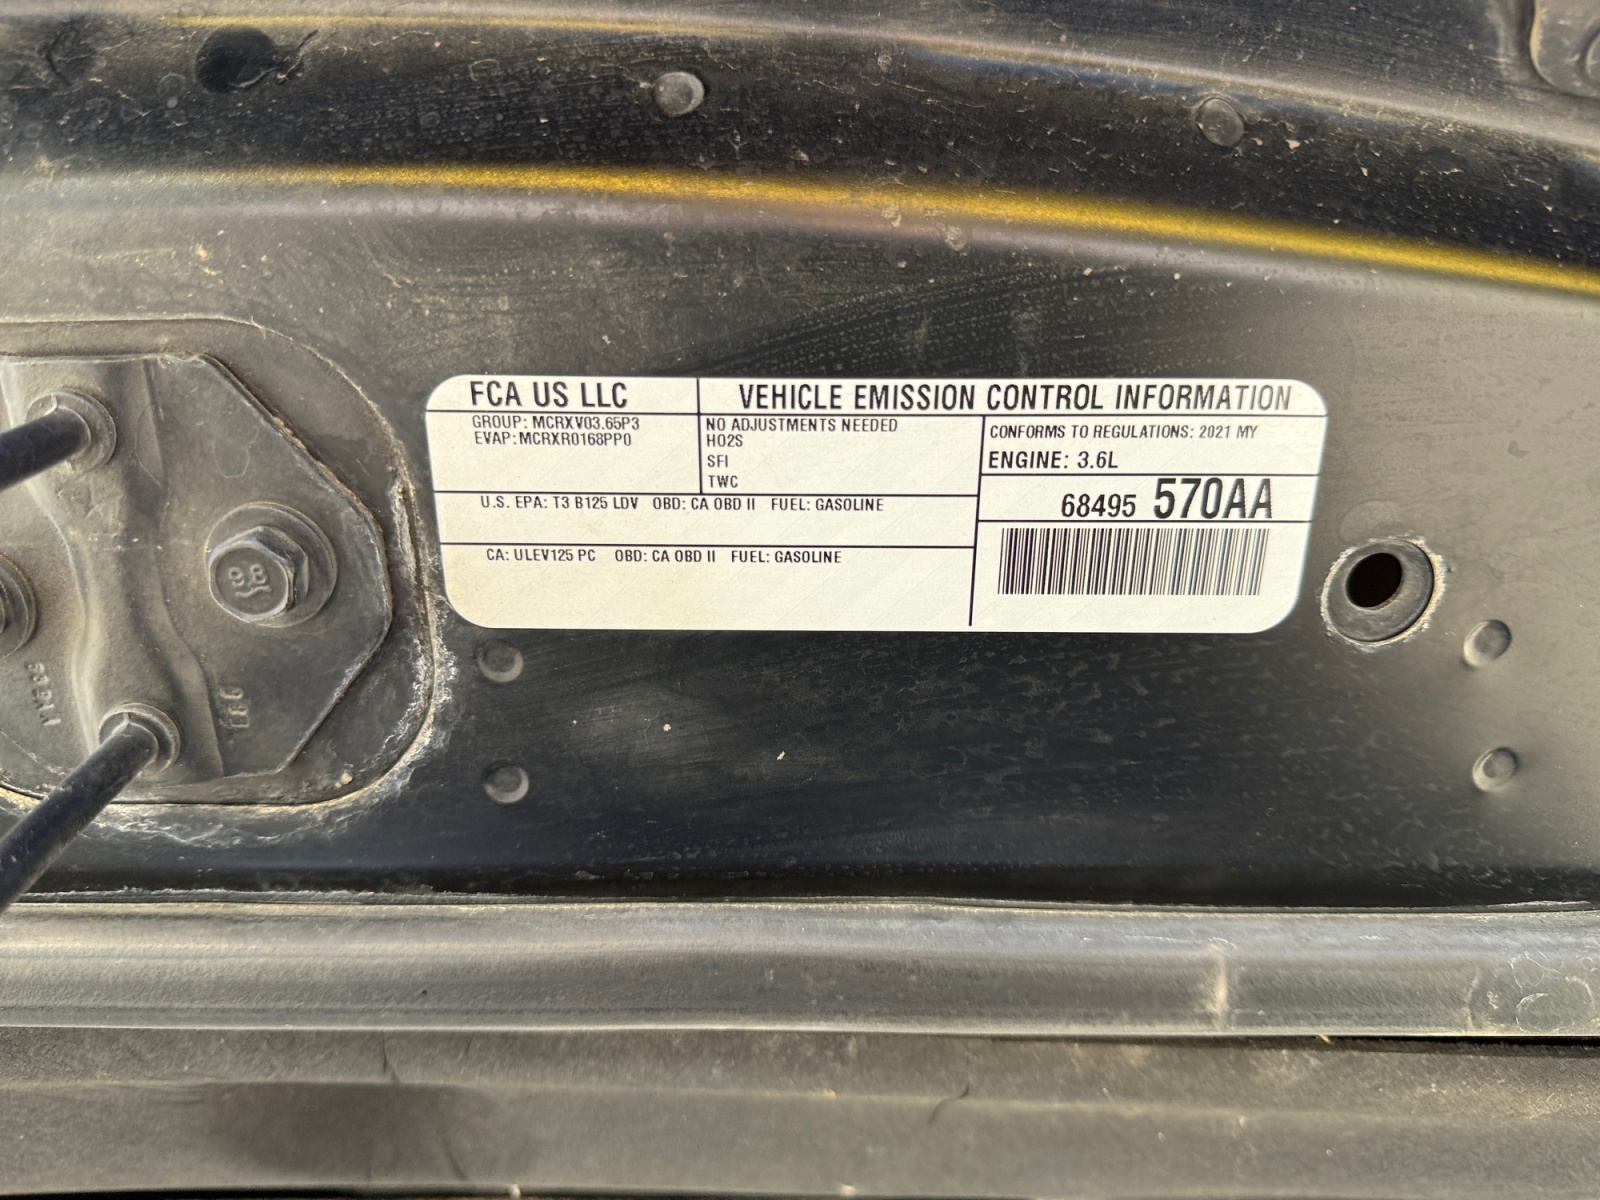 FCA US LLC
VEHICLE EMISSION CONTROL INFORMATION
GROUP: MCRXV03.65P3
EVAP: MCRXR0168PP0
NO ADJUSTMENTS NEEDED
HO2S
SFI
TWC
CONFORMS TO REGULATIONS: 2021 MY
ENGINE: 3.6L
68495 570AA
U.S. EPA: T3 B125 LDV OBD: CA OBD II FUEL: GASOLINE
CA: ULEV125 PC OBD: CA OBD II FUEL: GASOLINE